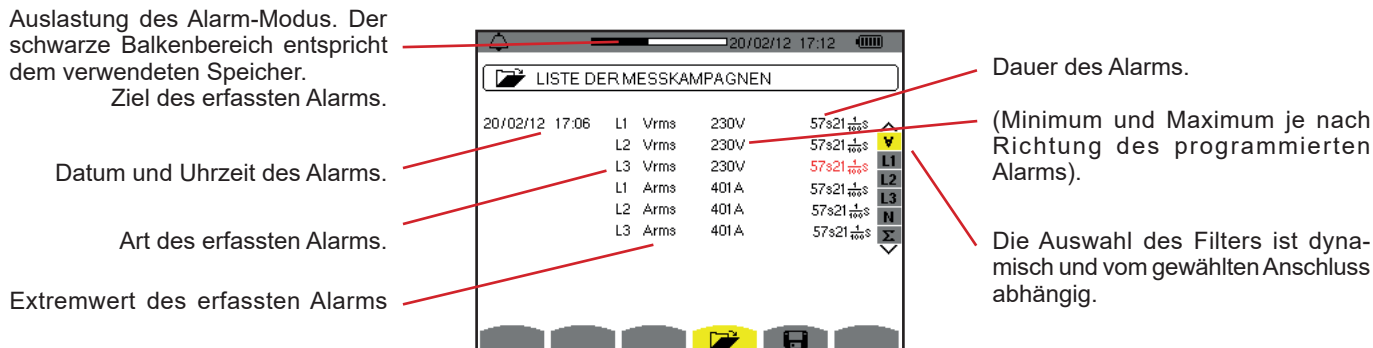 Auslastung des Alarm-Modus. Der
schwarze Balkenbereich entspricht
dem verwendeten Speicher.
Ziel des erfassten Alarms.
Datum und Uhrzeit des Alarms.
Art des erfassten Alarms.
Extremwert des erfassten Alarms
20/02/12 17:12
LISTE DER MESSKAMPAGNEN
20/02/12 17:06 L1 Vrms 230V 57s21 1/100 s
L2 Vrms 230V 57s21 1/100 s
L3 Vrms 230V 57s21 1/100 s
L1 Arms 401A 57s21 1/100 s
L2 Arms 401A 57s21 1/100 s
L3 Arms 401A 57s21 1/100 s
∀
L1
L2
L3
N
Σ
Dauer des Alarms.
(Minimum und Maximum je nach
Richtung des programmierten
Alarms).
Die Auswahl des Filters ist dyna-
misch und vom gewählten Anschluss
abhängig.